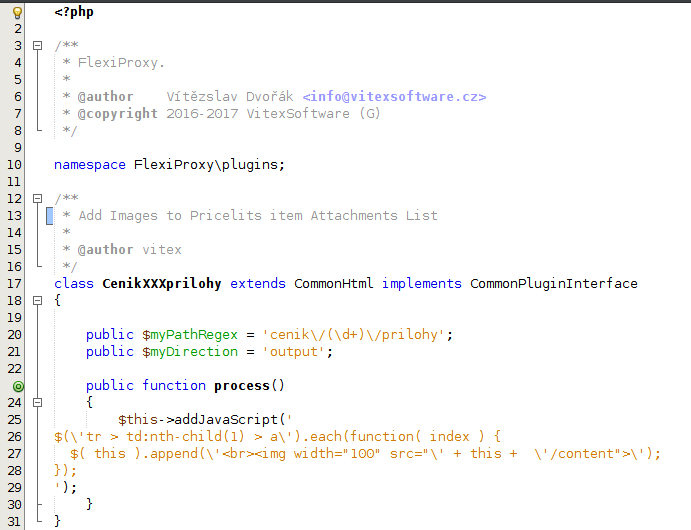 <?php
2
3 /**
4 * FlexiProxy.
5 *
6 * @author    Vítězslav Dvořák <info@vitexsoftware.cz>
7 * @copyright 2016-2017 VitexSoftware (G)
8 */
9
10 namespace FlexiProxy\plugins;
11
12 /**
13 * Add Images to Pricelits item Attachments List
14 *
15 * @author vitex
16 */
17 class CenikXXXprilohy extends CommonHtml implements CommonPluginInterface
18 {
19
20     public $myPathRegex = 'cenik\/(\d+)\/prilohy';
21     public $myDirection = 'output';
22
    public function process()
24     {
25         $this->addJavaScript('
26 $(\'tr > td:nth-child(1) > a\').each(function( index ) {
27   $( this ).append(\'<br><img width="100" src="\' + this +  \'/content">\');
28 });
29 ');
30     }
31 }